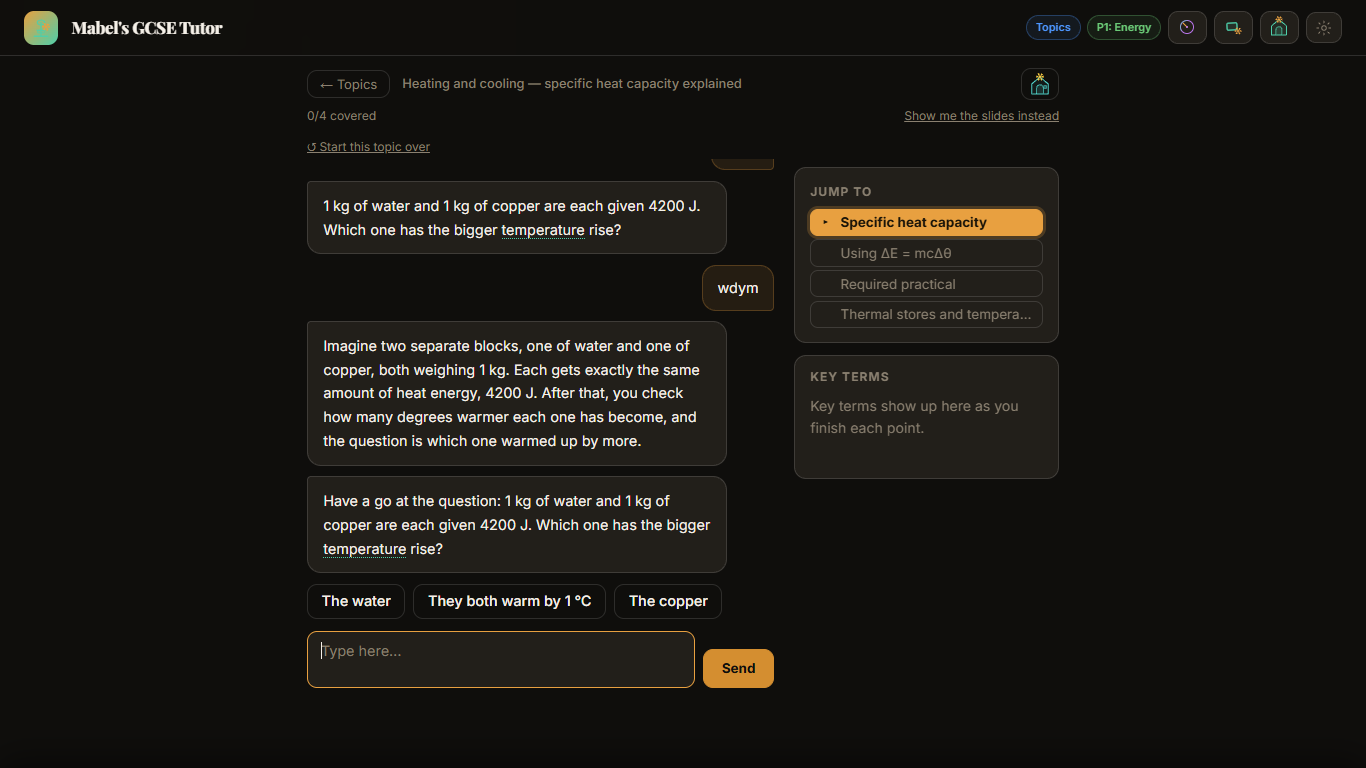 Mabel's GCSE Tutor
Topics
P1: Energy
← Topics
Heating and cooling — specific heat capacity explained
0/4 covered
Show me the slides instead
↺ Start this topic over
1 kg of water and 1 kg of copper are each given 4200 J.
Which one has the bigger temperature rise?
wdym
Imagine two separate blocks, one of water and one of
copper, both weighing 1 kg. Each gets exactly the same
amount of heat energy, 4200 J. After that, you check
how many degrees warmer each one has become, and
the question is which one warmed up by more.
Have a go at the question: 1 kg of water and 1 kg of
copper are each given 4200 J. Which one has the bigger
temperature rise?
The water
They both warm by 1 °C
The copper
Type here...
Send
JUMP TO
‣ Specific heat capacity
Using ΔE = mcΔθ
Required practical
Thermal stores and tempera...
KEY TERMS
Key terms show up here as you
finish each point.